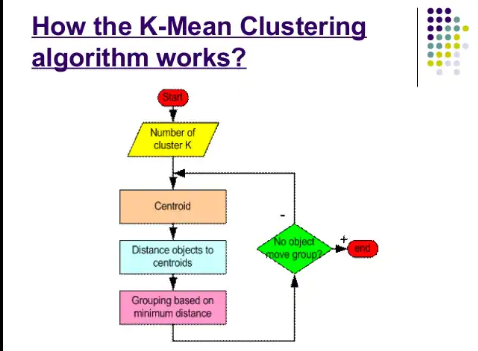 How the K-Mean Clustering
algorithm works?
Start
Number of
cluster K
Centroid
-
No object
move group?
+
end
Distance objects to
centroids
Grouping based on
minimum distance